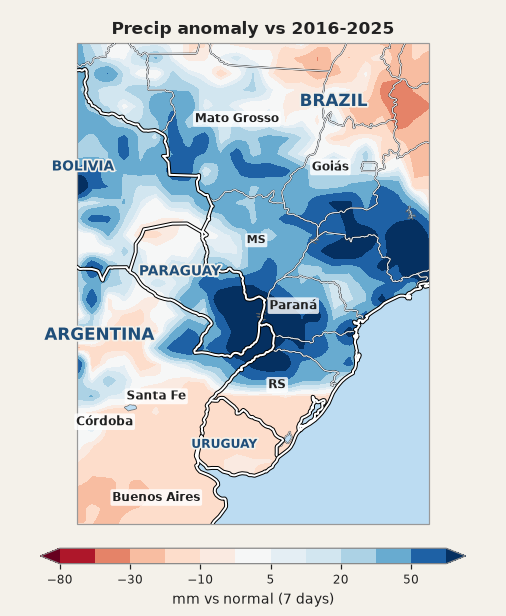 Precip anomaly vs 2016-2025
BRAZIL
Mato Grosso
BOLIVIA
Goiás
MS
PARAGUAY
Paraná
ARGENTINA
RS
Santa Fe
Córdoba
URUGUAY
Buenos Aires
−80 −30 −10 5 20 50
mm vs normal (7 days)